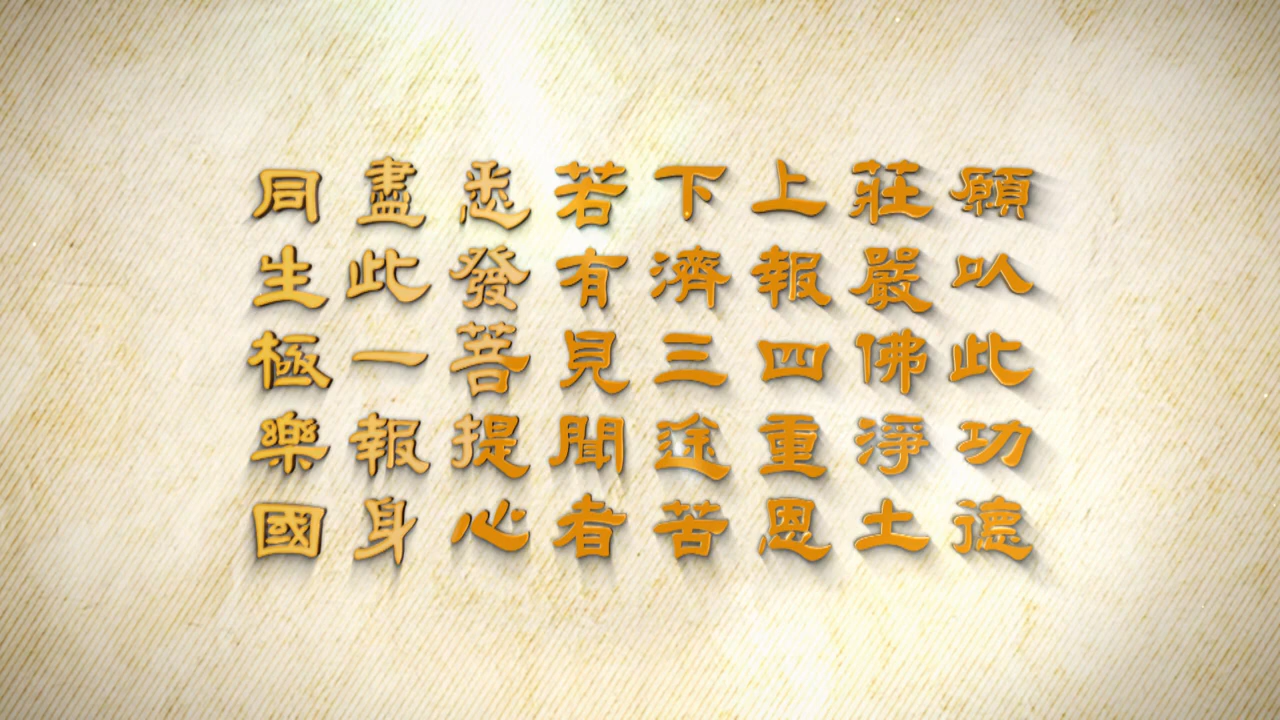 願以此功德
莊嚴佛淨土
上報四重恩
下濟三途苦
若有見聞者
悉發菩提心
盡此一報身
同生極樂國